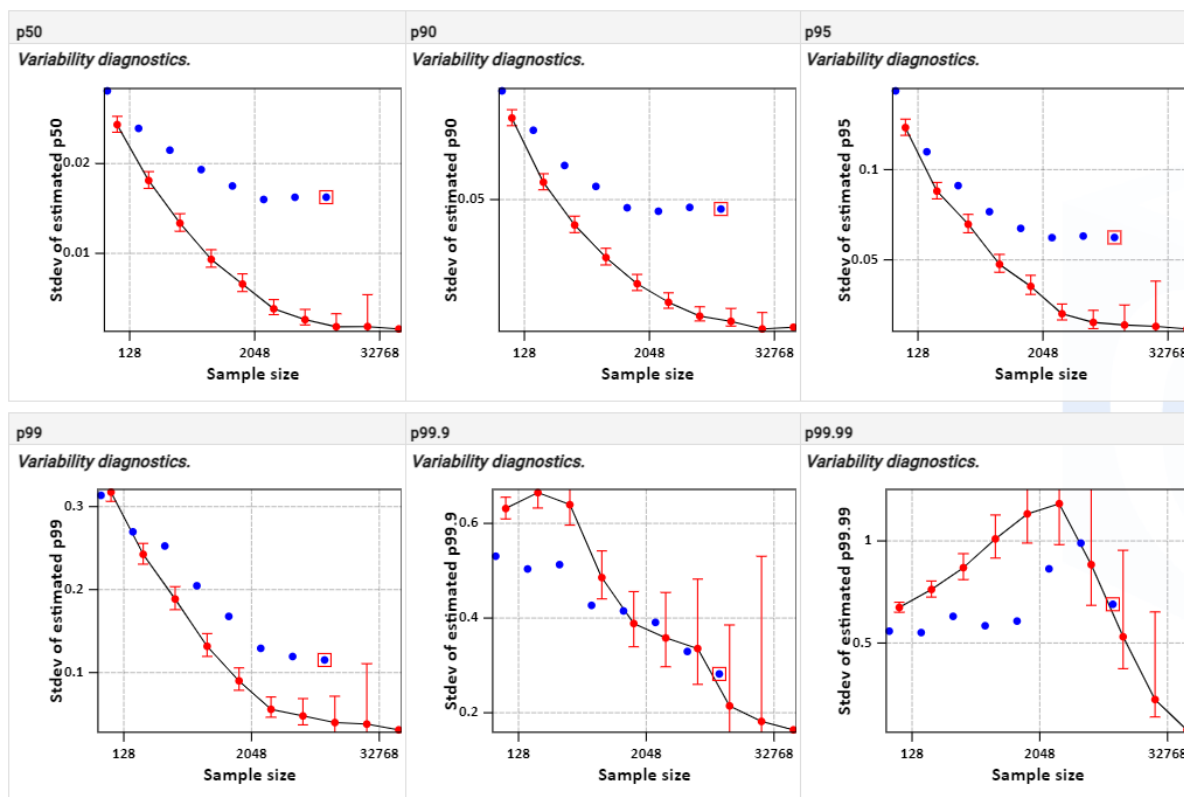 p50
p90
p95
Variability diagnostics.
Variability diagnostics.
Variability diagnostics.
Stdev of estimated p50
0.02
0.01
128
2048
32768
Sample size
Stdev of estimated p90
0.05
128
2048
32768
Sample size
Stdev of estimated p95
0.1
0.05
128
2048
32768
Sample size
p99
p99.9
p99.99
Variability diagnostics.
Variability diagnostics.
Variability diagnostics.
Stdev of estimated p99
0.3
0.2
0.1
128
2048
32768
Sample size
Stdev of estimated p99.9
0.6
0.4
0.2
128
2048
32768
Sample size
Stdev of estimated p99.99
1
0.5
128
2048
32768
Sample size